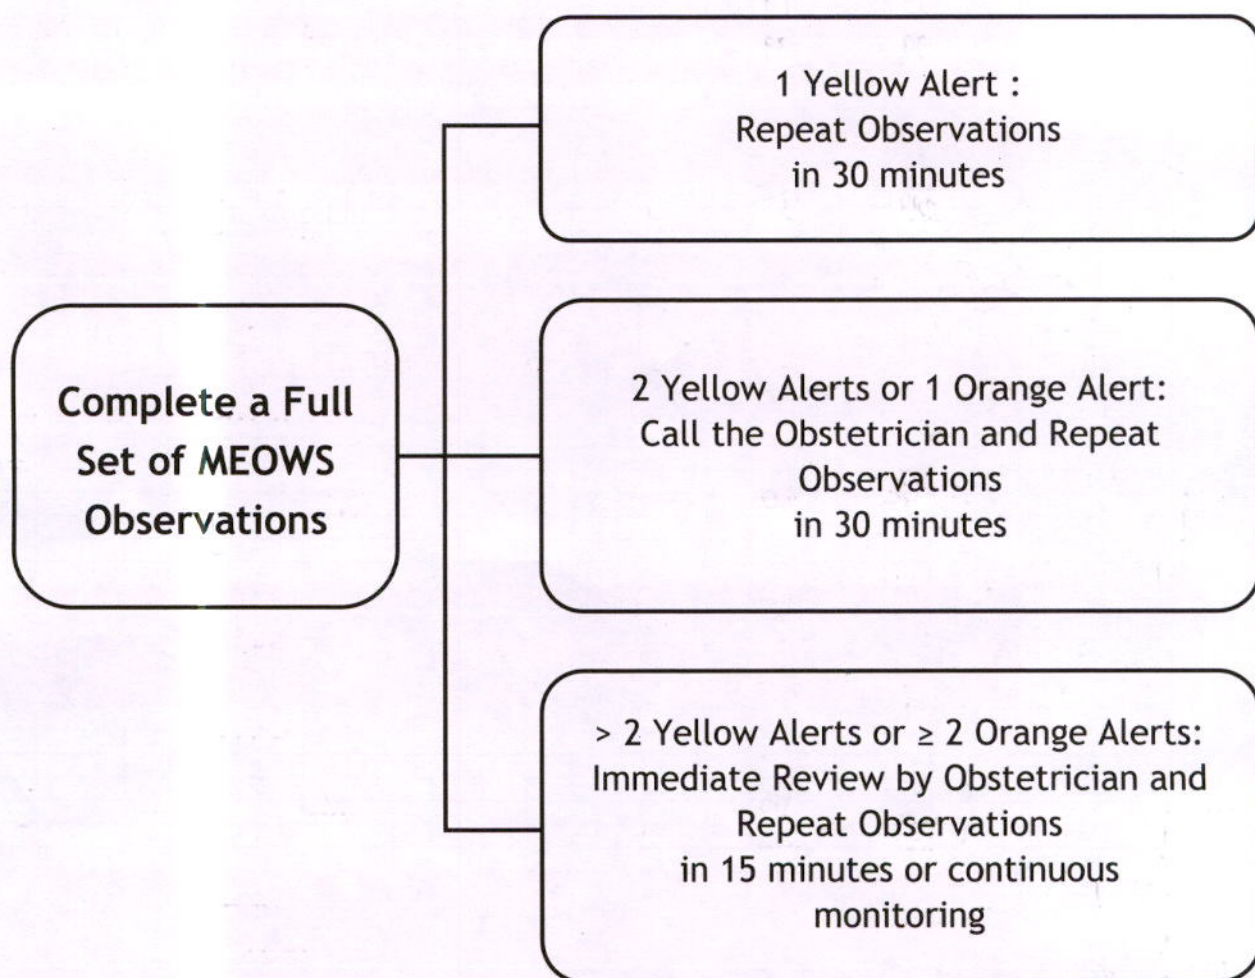 Complete a Full
Set of MEOWS
Observations
1 Yellow Alert :
Repeat Observations
in 30 minutes
2 Yellow Alerts or 1 Orange Alert:
Call the Obstetrician and Repeat
Observations
in 30 minutes
> 2 Yellow Alerts or ≥ 2 Orange Alerts:
Immediate Review by Obstetrician and
Repeat Observations
in 15 minutes or continuous
monitoring